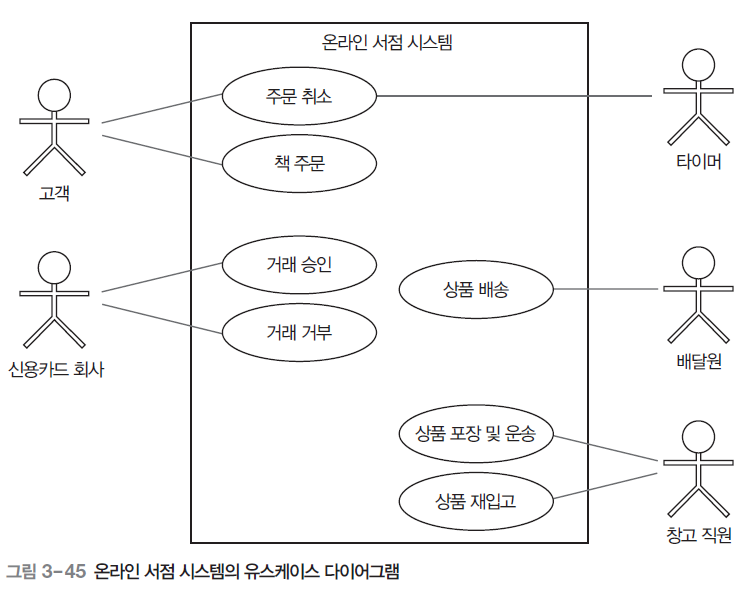 온라인 서점 시스템
주문 취소
책 주문
고객
타이머
거래 승인
거래 거부
신용카드 회사
상품 배송
배달원
상품 포장 및 운송
상품 재입고
창고 직원
그림 3-45 온라인 서점 시스템의 유스케이스 다이어그램